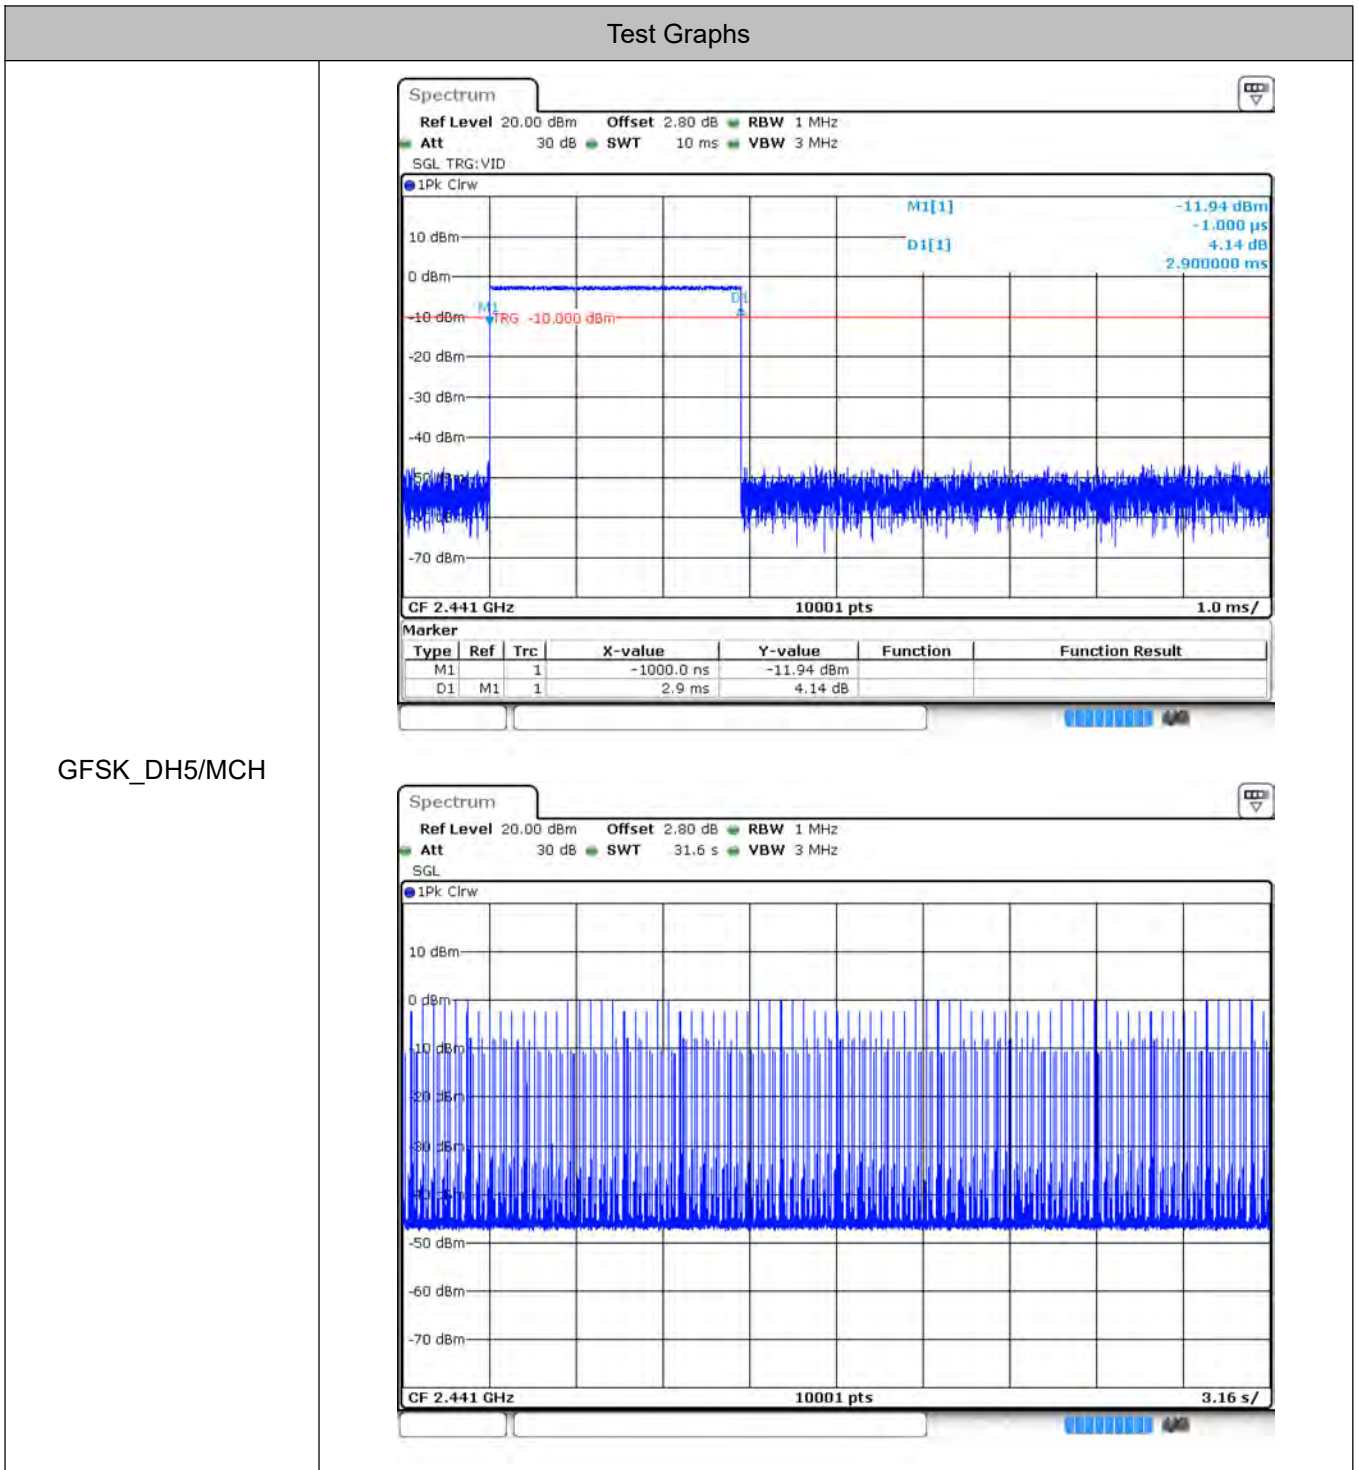 Test Graphs
GFSK_DH5/MCH
Spectrum
Ref Level 20.00 dBm Offset 2.80 dB RBW 1 MHz
Att 30 dB SWT 10 ms VBW 3 MHz
SGL TRG:VID
1Pk Clrw
M1[1] -11.94 dBm
-1.000 µs
10 dBm
D1[1] 4.14 dB
2.900000 ms
0 dBm
M1
D1
-10 dBm
TRG -10.000 dBm
-20 dBm
-30 dBm
-40 dBm
-70 dBm
CF 2.441 GHz 10001 pts 1.0 ms/
Marker
Type Ref Trc X-value Y-value Function Function Result
M1 1 -1000.0 ns -11.94 dBm
D1 M1 1 2.9 ms 4.14 dB
Spectrum
Ref Level 20.00 dBm Offset 2.80 dB RBW 1 MHz
Att 30 dB SWT 31.6 s VBW 3 MHz
SGL
1Pk Clrw
10 dBm
0 dBm
-10 dBm
-20 dBm
-30 dBm
-50 dBm
-60 dBm
-70 dBm
CF 2.441 GHz 10001 pts 3.16 s/